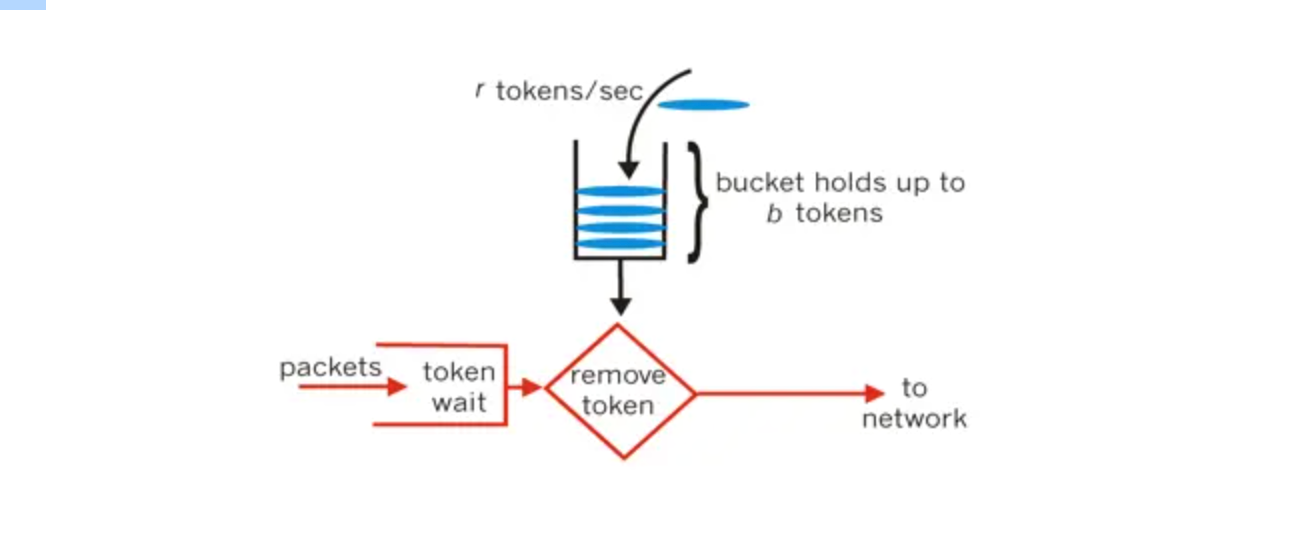 r tokens/sec
bucket holds up to
b tokens
packets
token
wait
remove
token
to
network